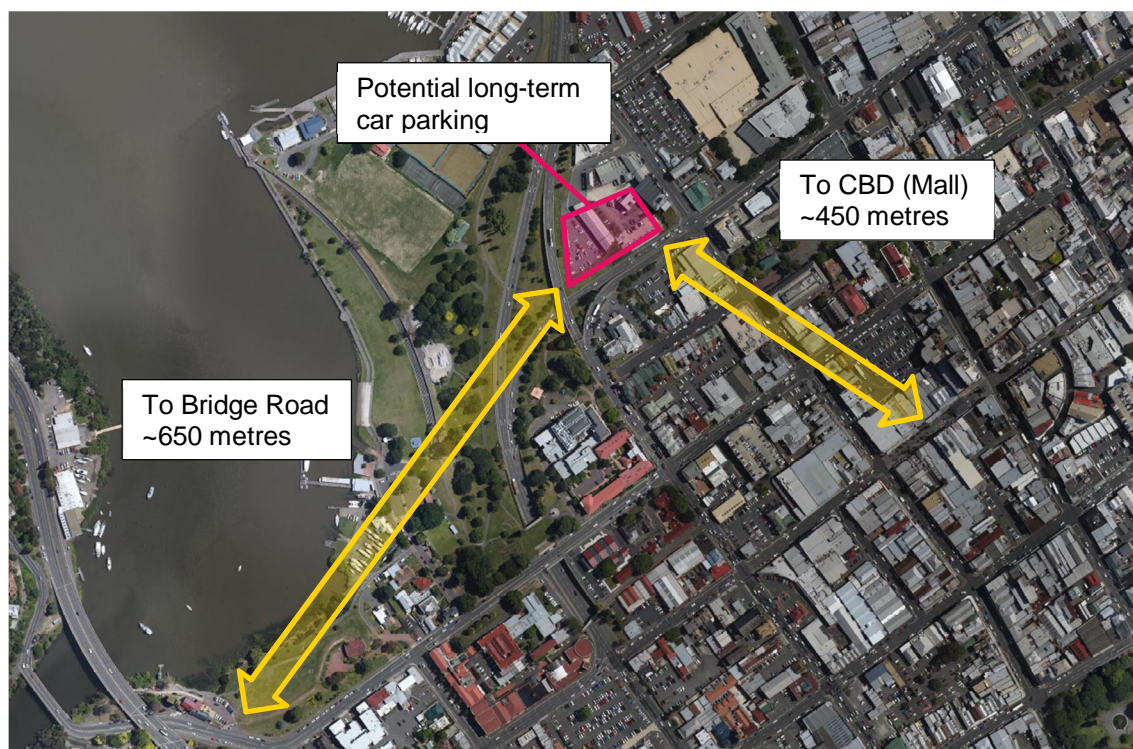 Potential long-term
car parking
To CBD (Mall)
~450 metres
To Bridge Road
~650 metres